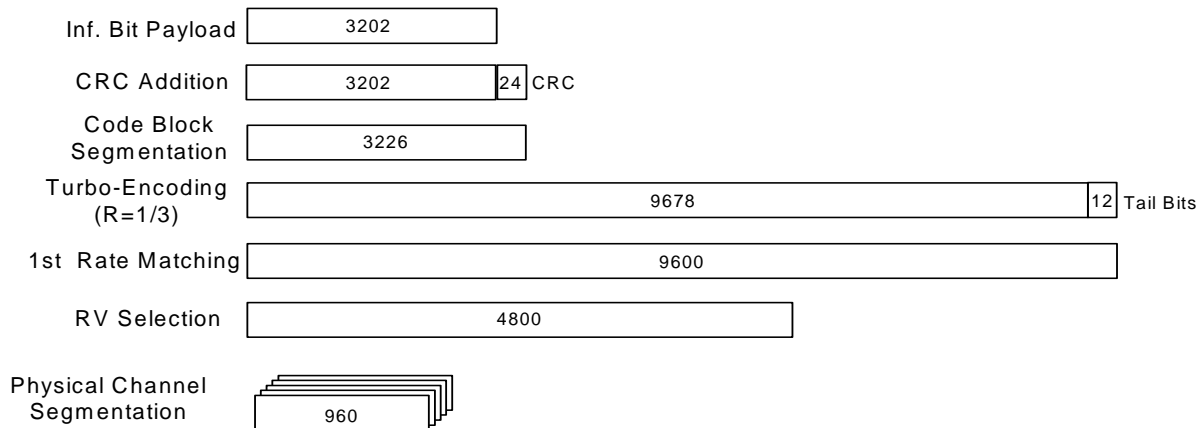 Inf. Bit Payload 3202
CRC Addition 3202 24 CRC
Code Block
Segmentation 3226
Turbo-Encoding
(R=1/3) 9678 12 Tail Bits
1st Rate Matching 9600
RV Selection 4800
Physical Channel
Segmentation 960